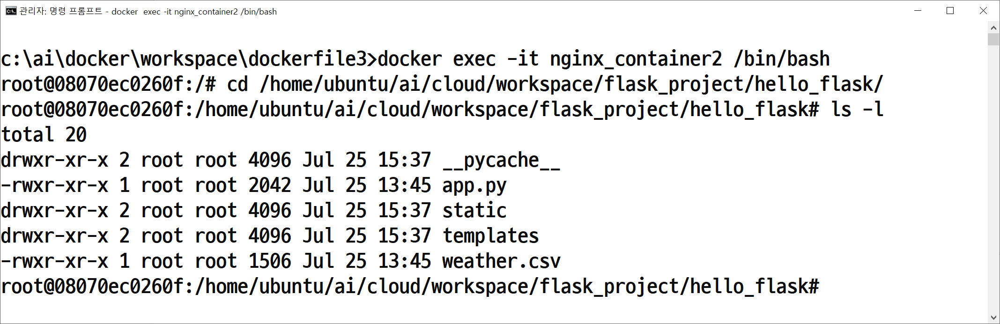 관리자: 명령 프롬프트 - docker  exec -it nginx_container2 /bin/bash
c:\ai\docker\workspace\dockerfile3>docker exec -it nginx_container2 /bin/bash
root@08070ec0260f:/# cd /home/ubuntu/ai/cloud/workspace/flask_project/hello_flask/
root@08070ec0260f:/home/ubuntu/ai/cloud/workspace/flask_project/hello_flask# ls -l
total 20
drwxr-xr-x 2 root root 4096 Jul 25 15:37 __pycache__
-rwxr-xr-x 1 root root 2042 Jul 25 13:45 app.py
drwxr-xr-x 2 root root 4096 Jul 25 15:37 static
drwxr-xr-x 2 root root 4096 Jul 25 15:37 templates
-rwxr-xr-x 1 root root 1506 Jul 25 13:45 weather.csv
root@08070ec0260f:/home/ubuntu/ai/cloud/workspace/flask_project/hello_flask#